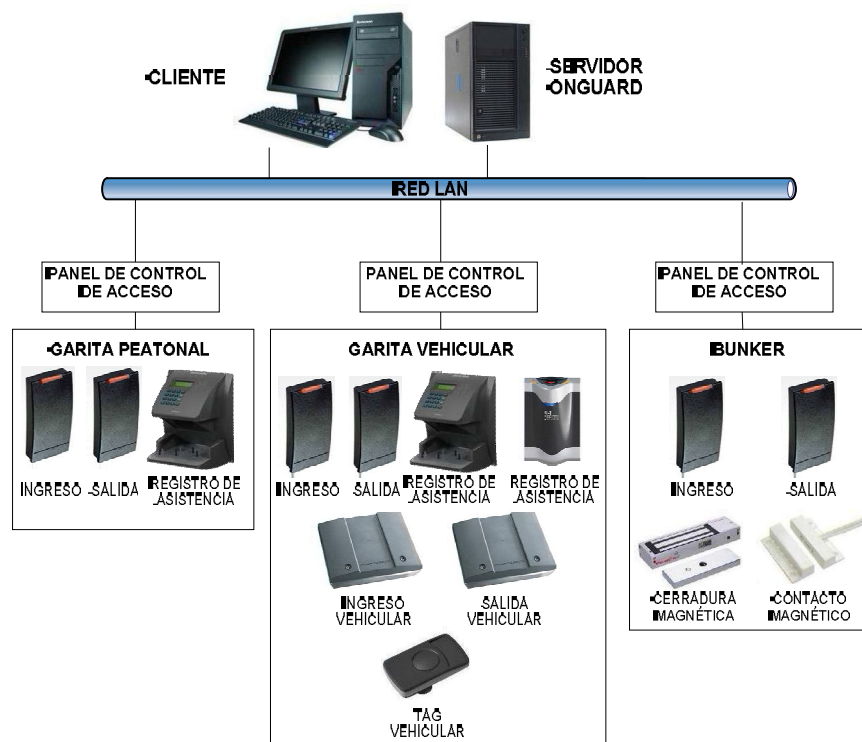 CLIENTE
SERVIDOR
ONGUARD
RED LAN
PANEL DE CONTROL
DE ACCESO
PANEL DE CONTROL
DE ACCESO
PANEL DE CONTROL
DE ACCESO
GARITA PEATONAL
INGRESO
SALIDA
REGISTRO DE
ASISTENCIA
GARITA VEHICULAR
INGRESO
SALIDA
REGISTRO DE
ASISTENCIA
REGISTRO DE
ASISTENCIA
INGRESO
VEHICULAR
SALIDA
VEHICULAR
TAG
VEHICULAR
BUNKER
INGRESO
SALIDA
CERRADURA
MAGNÉTICA
CONTACTO
MAGNÉTICO